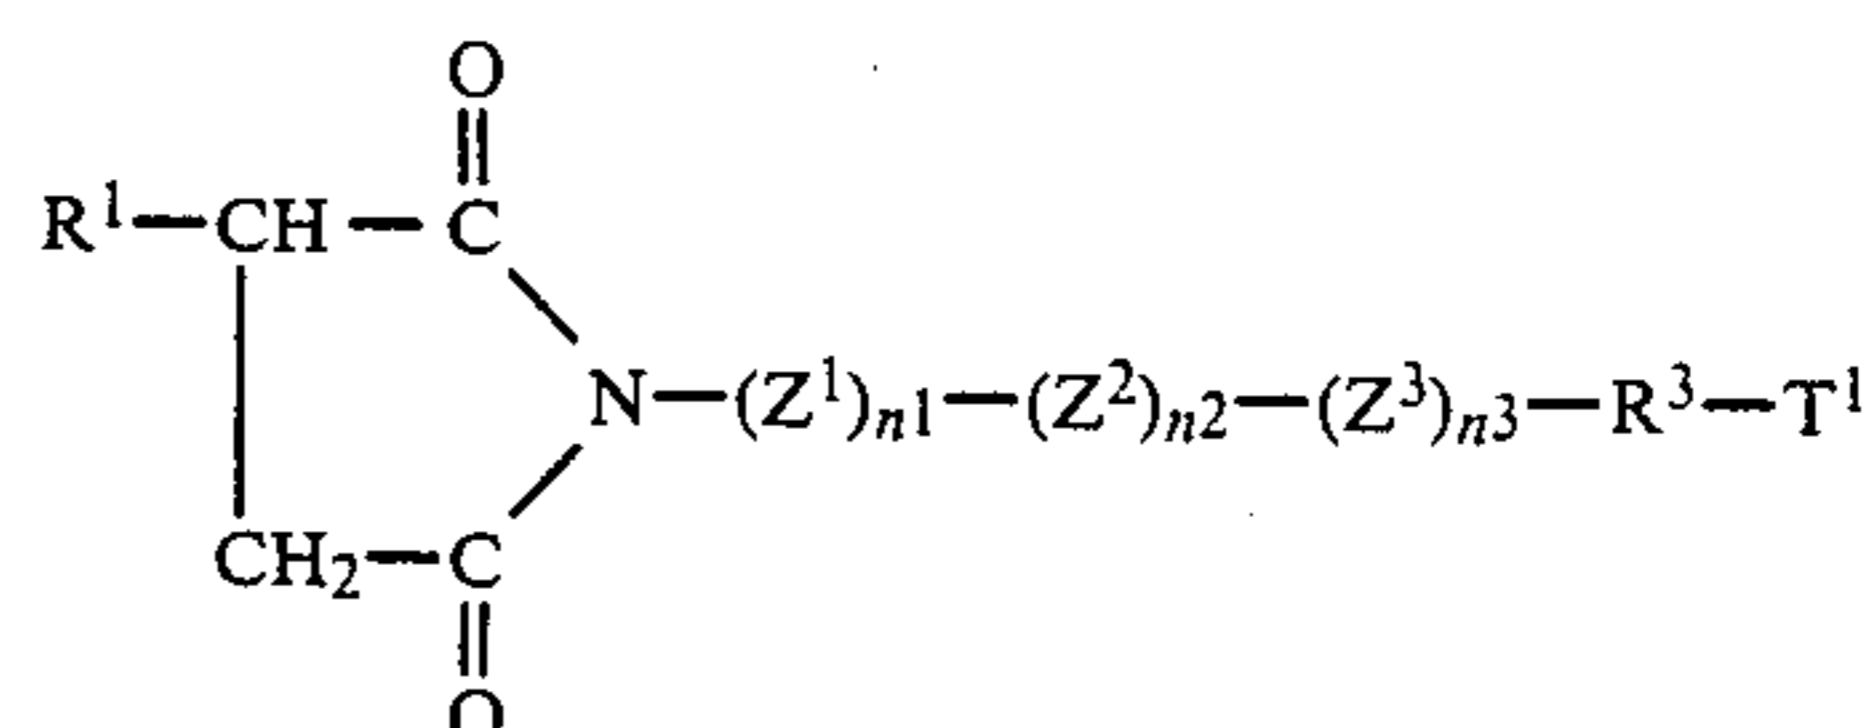 O
R¹—CH—C
N—(Z¹)ₙ₁—(Z²)ₙ₂—(Z³)ₙ₃—R³—T¹
CH₂—C
O